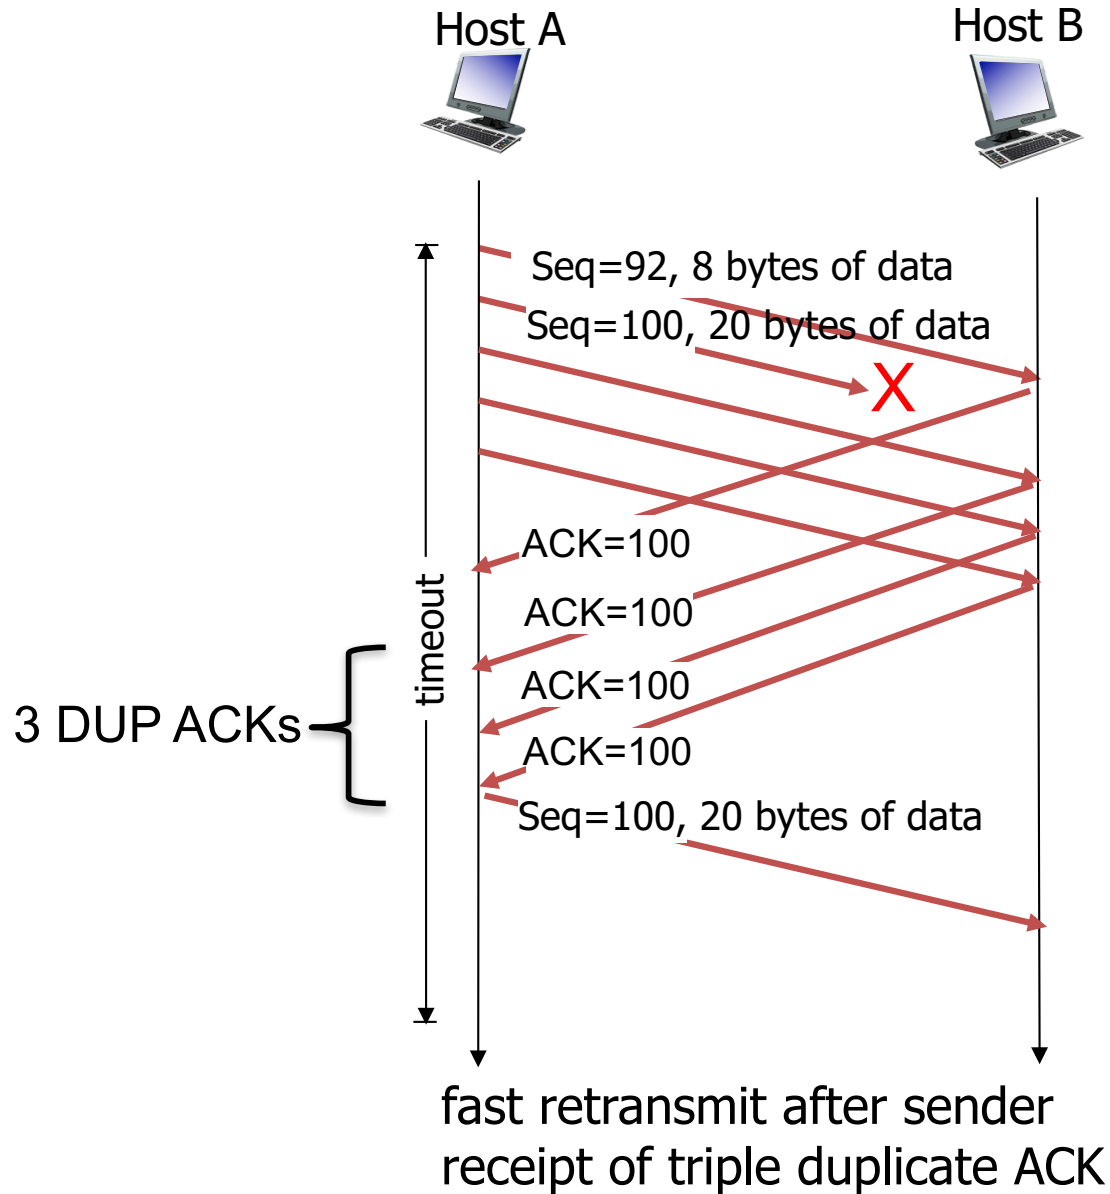 Host A
Host B
Seq=92, 8 bytes of data
Seq=100, 20 bytes of data
X
ACK=100
ACK=100
timeout
ACK=100
3 DUP ACKs
ACK=100
Seq=100, 20 bytes of data
fast retransmit after sender
receipt of triple duplicate ACK